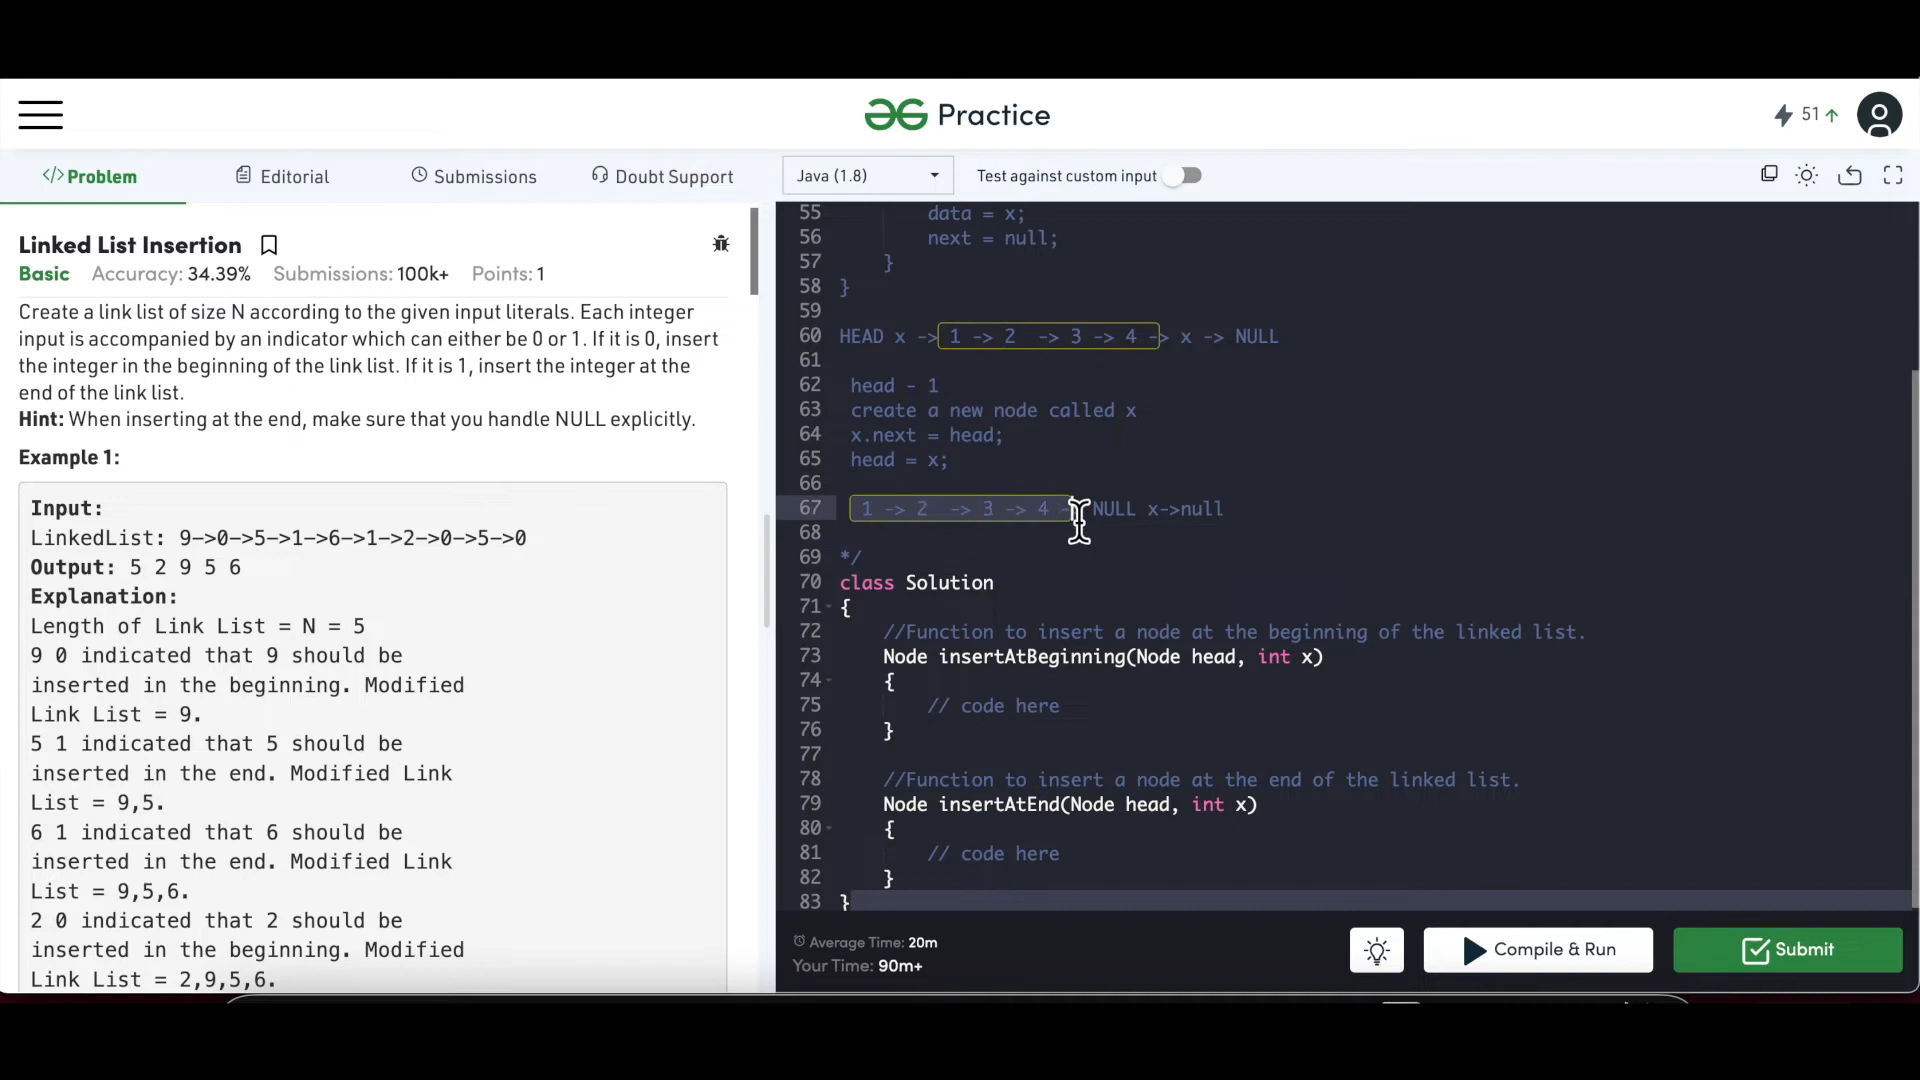 Practice
51
Problem
Editorial
Submissions
Doubt Support
Java (1.8)
Test against custom input
Linked List Insertion
Basic Accuracy: 34.39% Submissions: 100k+ Points: 1
Create a link list of size N according to the given input literals. Each integer
input is accompanied by an indicator which can either be 0 or 1. If it is 0, insert
the integer in the beginning of the link list. If it is 1, insert the integer at the
end of the link list.
Hint: When inserting at the end, make sure that you handle NULL explicitly.
Example 1:
Input:
LinkedList: 9->0->5->1->6->1->2->0->5->0
Output: 5 2 9 5 6
Explanation:
Length of Link List = N = 5
9 0 indicated that 9 should be
inserted in the beginning. Modified
Link List = 9.
5 1 indicated that 5 should be
inserted in the end. Modified Link
List = 9,5.
6 1 indicated that 6 should be
inserted in the end. Modified Link
List = 9,5,6.
2 0 indicated that 2 should be
inserted in the beginning. Modified
Link List = 2,9,5,6.
55 data = x;
56 next = null;
57 }
58 }
59
60 HEAD x -> 1 -> 2 -> 3 -> 4 -> x -> NULL
61
62 head - 1
63 create a new node called x
64 x.next = head;
65 head = x;
66
67 1 -> 2 -> 3 -> 4 -> NULL x->null
68
69 */
70 class Solution
71 {
72 //Function to insert a node at the beginning of the linked list.
73 Node insertAtBeginning(Node head, int x)
74 {
75 // code here
76 }
77
78 //Function to insert a node at the end of the linked list.
79 Node insertAtEnd(Node head, int x)
80 {
81 // code here
82 }
83 }
Average Time: 20m
Your Time: 90m+
Compile & Run
Submit